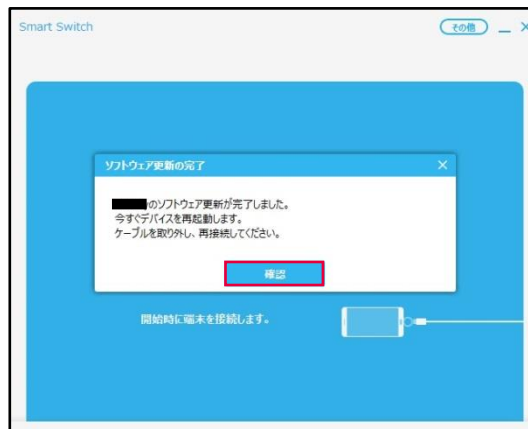 Smart Switch
その他
ソフトウェア更新の完了
のソフトウェア更新が完了しました。
今すぐデバイスを再起動します。
ケーブルを取り外し、再接続してください。
確認
開始時に端末を接続します。